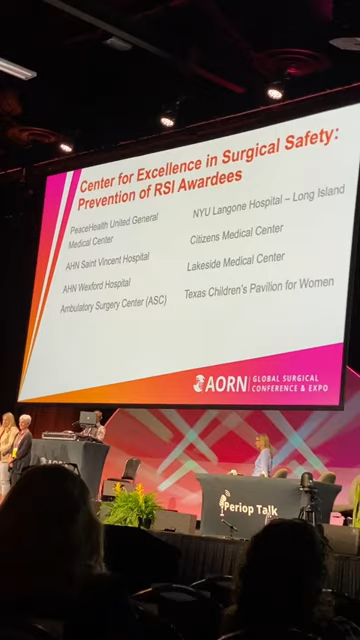 Center for Excellence in Surgical Safety:
Prevention of RSI Awardees
PeaceHealth United General
Medical Center
AHN Saint Vincent Hospital
AHN Wexford Hospital
Ambulatory Surgery Center (ASC)
NYU Langone Hospital – Long Island
Citizens Medical Center
Lakeside Medical Center
Texas Children's Pavilion for Women
AORN GLOBAL SURGICAL
CONFERENCE & EXPO
AORN
Periop Talk